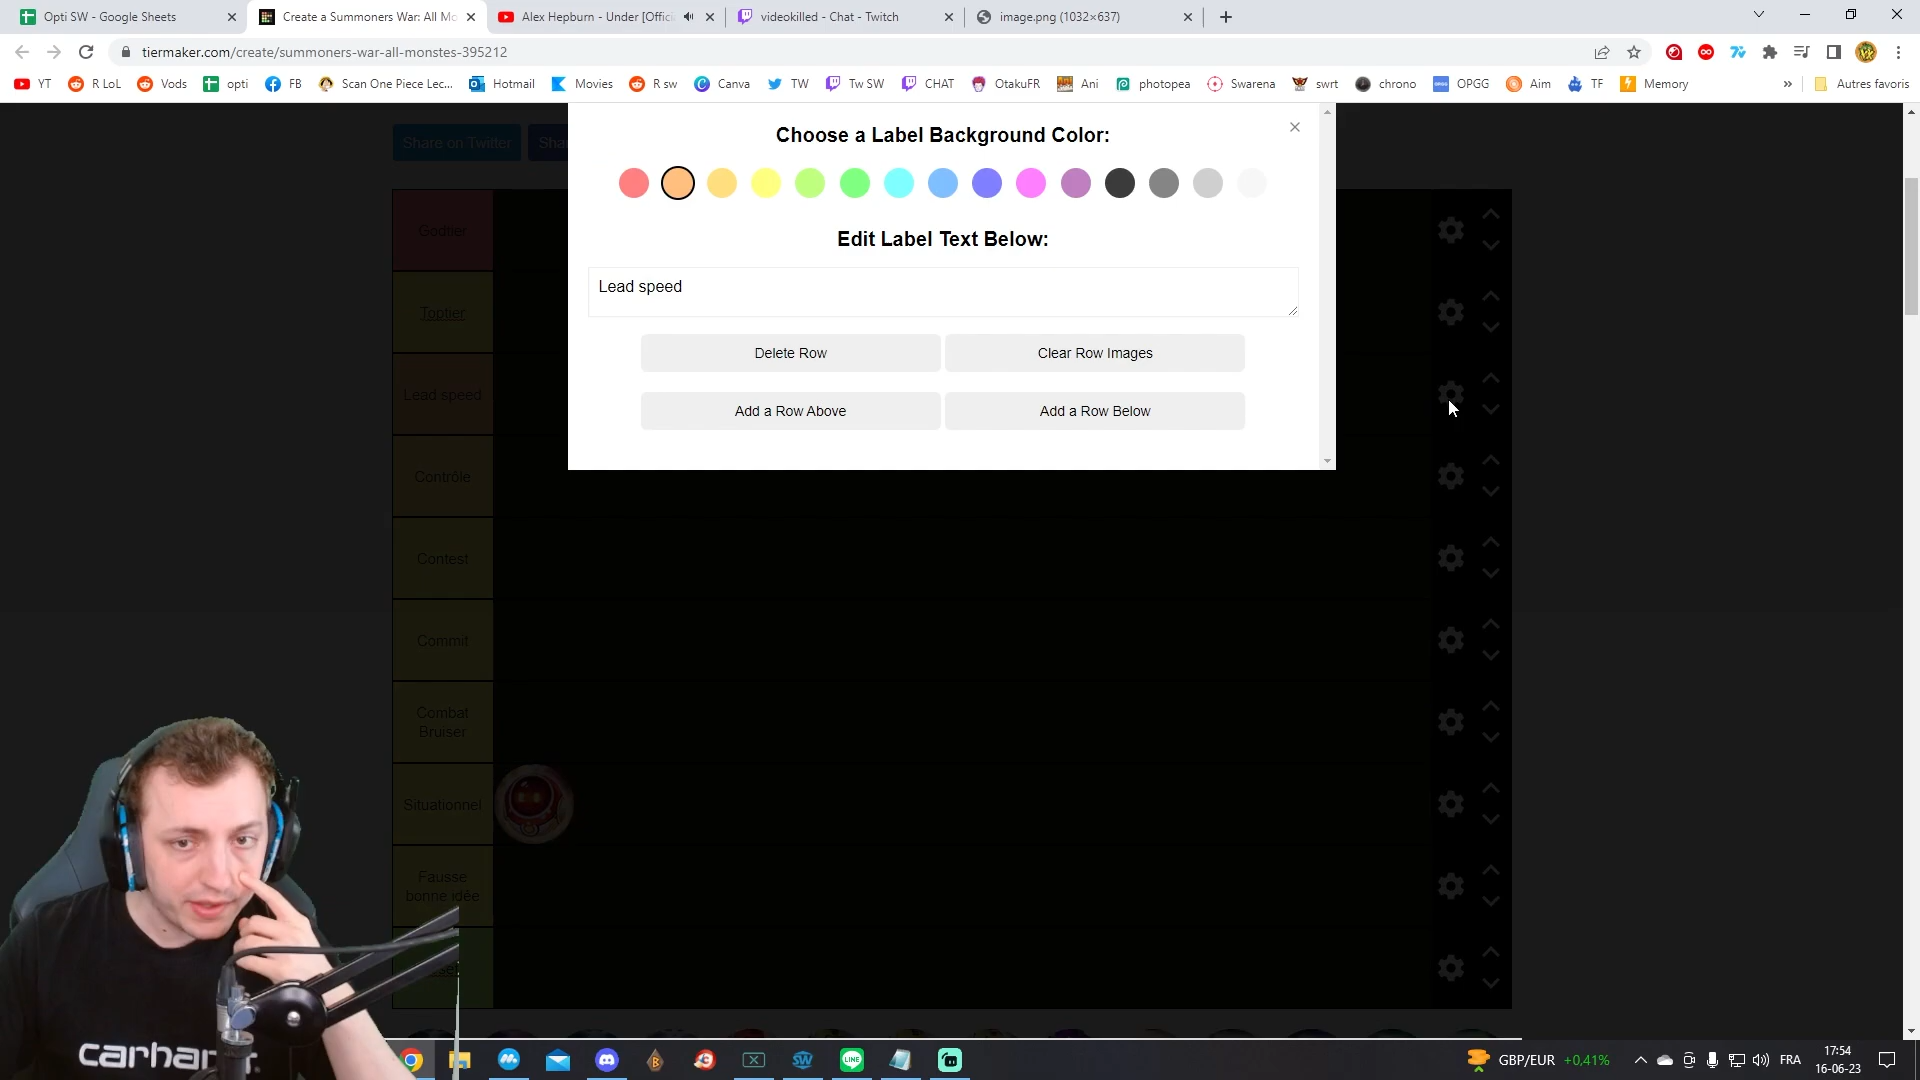 Opti SW - Google Sheets
Create a Summoners War: All Mo
Alex Hepburn - Under [Offici
videokilled - Chat - Twitch
image.png (1032×637)
tiermaker.com/create/summoners-war-all-monstes-395212
YT
R LoL
Vods
opti
FB
Scan One Piece Lec...
Hotmail
Movies
R sw
Canva
TW
Tw SW
CHAT
OtakuFR
Ani
photopea
Swarena
swrt
chrono
OPGG
Aim
TF
Memory
»
Autres favoris
Share on Twitter
Sha
Choose a Label Background Color:
Edit Label Text Below:
Lead speed
Delete Row
Clear Row Images
Add a Row Above
Add a Row Below
Godtier
Toptier
Lead speed
Contrôle
Contest
Commit
Combat
Bruiser
Situationnel
Fausse
bonne idée
carhar
GBP/EUR +0,41%
FRA
17:54
16-06-23